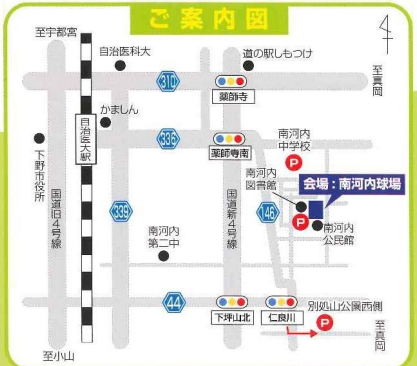 ご案内図
至宇都宮
自治医科大
道の駅しもつけ
至真岡
310
薬師寺
かましん
自治医大駅
336
薬師寺南
南河内
中学校
P
下野市役所
国道旧4号線
339
国道新4号線
南河内
図書館
会場:南河内球場
146
P
南河内
公民館
南河内
第二中
44
下坪山北
仁良川
別処山公園西側
P
至真岡
至小山